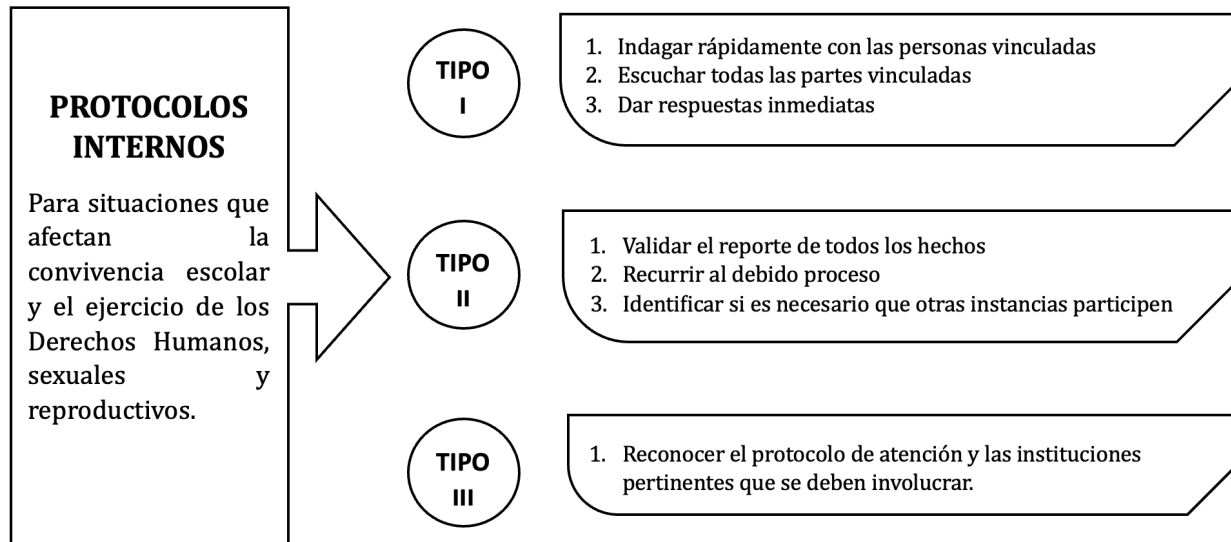 PROTOCOLOS
INTERNOS
Para situaciones que
afectan la
convivencia escolar
y el ejercicio de los
Derechos Humanos,
sexuales y
reproductivos.
TIPO
I
1. Indagar rápidamente con las personas vinculadas
2. Escuchar todas las partes vinculadas
3. Dar respuestas inmediatas
TIPO
II
1. Validar el reporte de todos los hechos
2. Recurrir al debido proceso
3. Identificar si es necesario que otras instancias participen
TIPO
III
1. Reconocer el protocolo de atención y las instituciones
pertinentes que se deben involucrar.